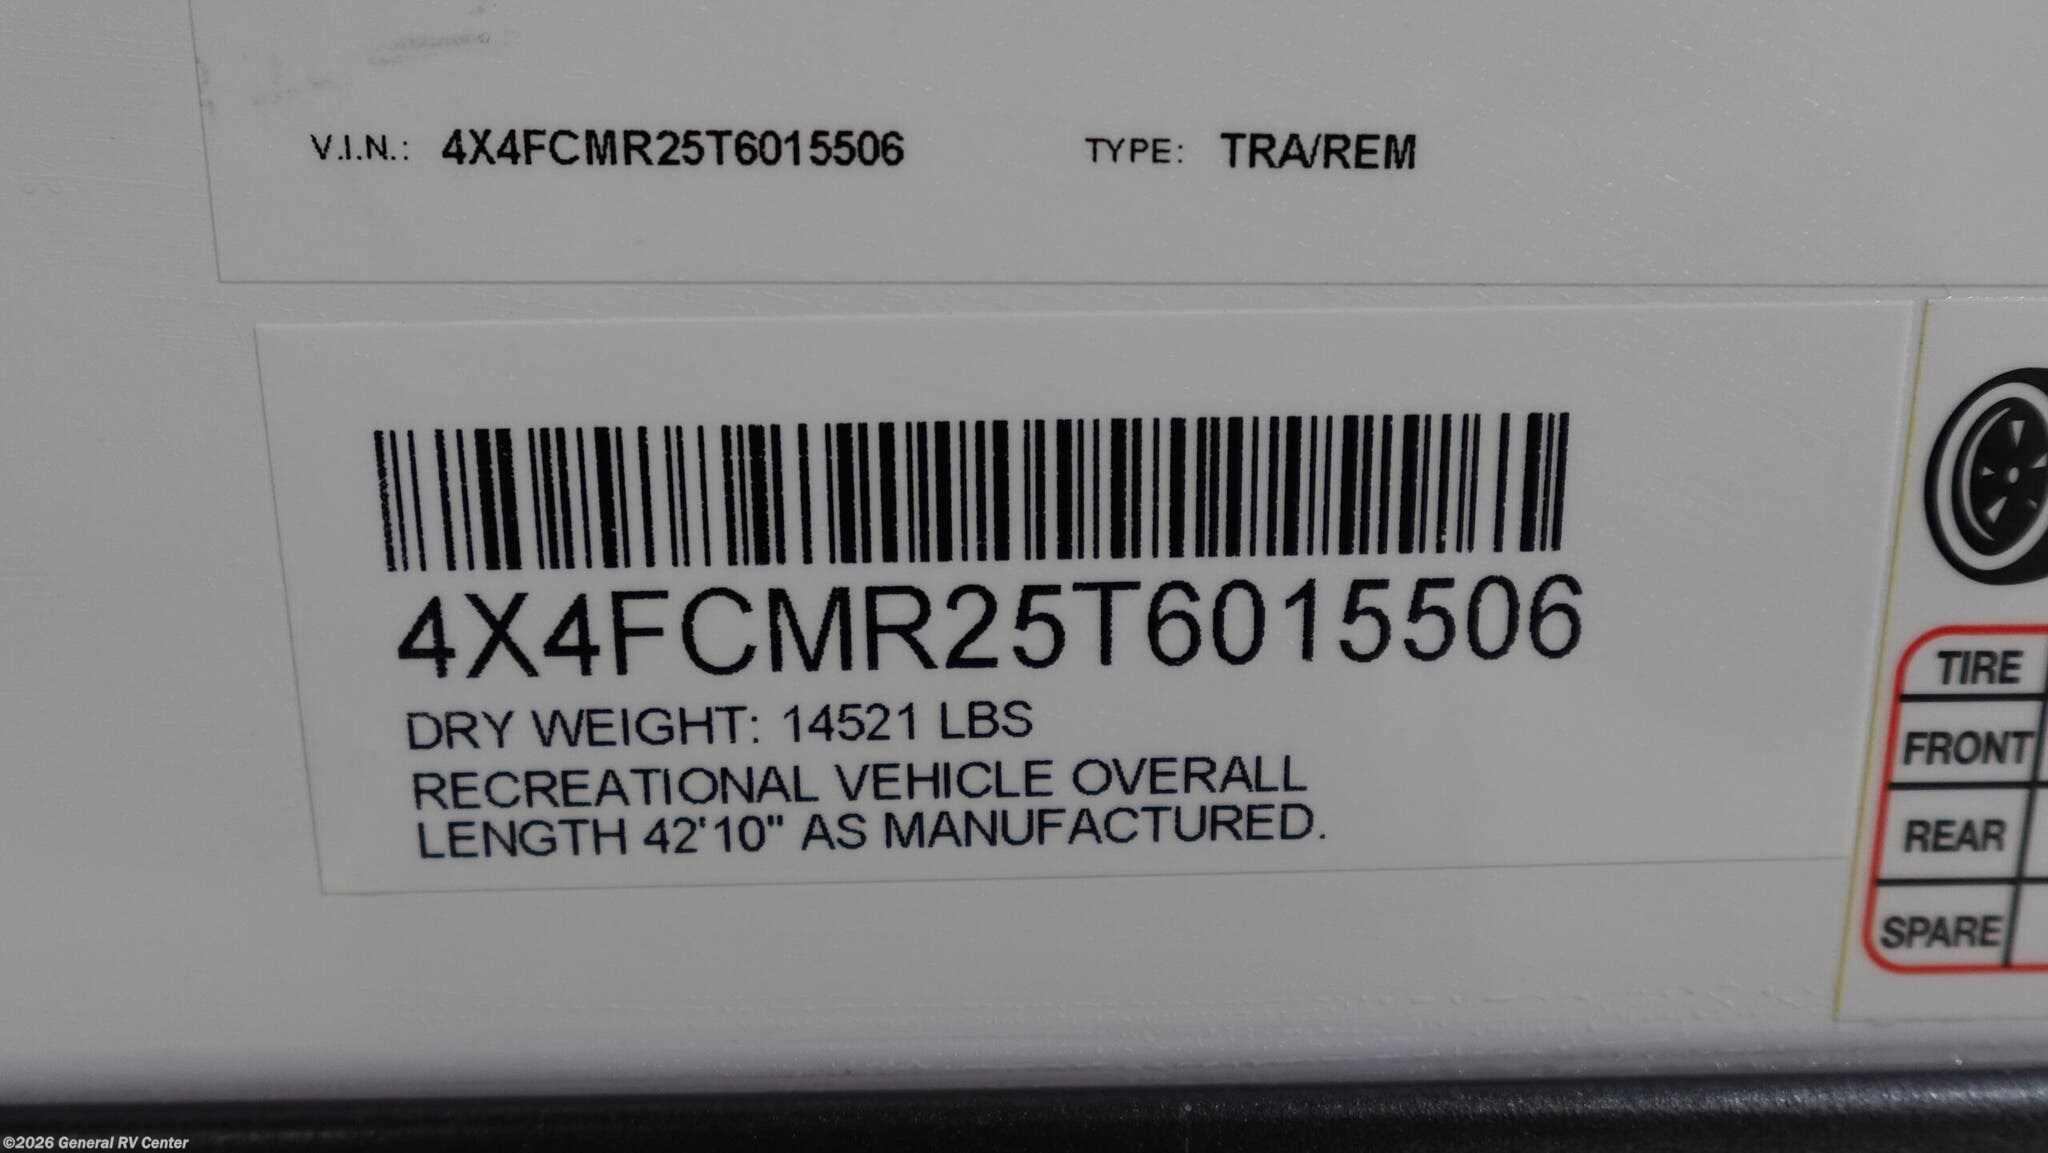 V.I.N.: 4X4FCMR25T6015506 TYPE: TRA/REM
4X4FCMR25T6015506
DRY WEIGHT: 14521 LBS
RECREATIONAL VEHICLE OVERALL
LENGTH 42'10" AS MANUFACTURED.
TIRE
FRONT
REAR
SPARE
©2026 General RV Center